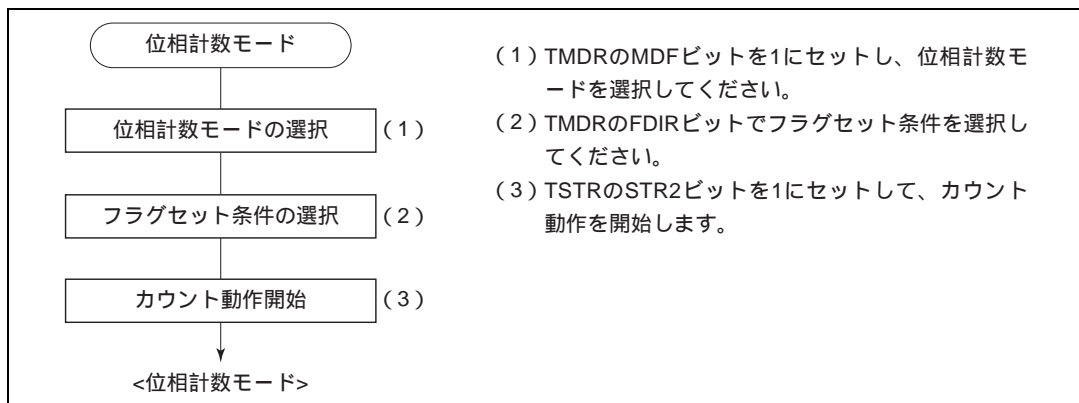 位相計数モード
位相計数モードの選択 （1）
フラグセット条件の選択 （2）
カウント動作開始 （3）
<位相計数モード>
（1）TMDRのMDFビットを1にセットし、位相計数モ
ードを選択してください。
（2）TMDRのFDIRビットでフラグセット条件を選択し
てください。
（3）TSTRのSTR2ビットを1にセットして、カウント
動作を開始します。